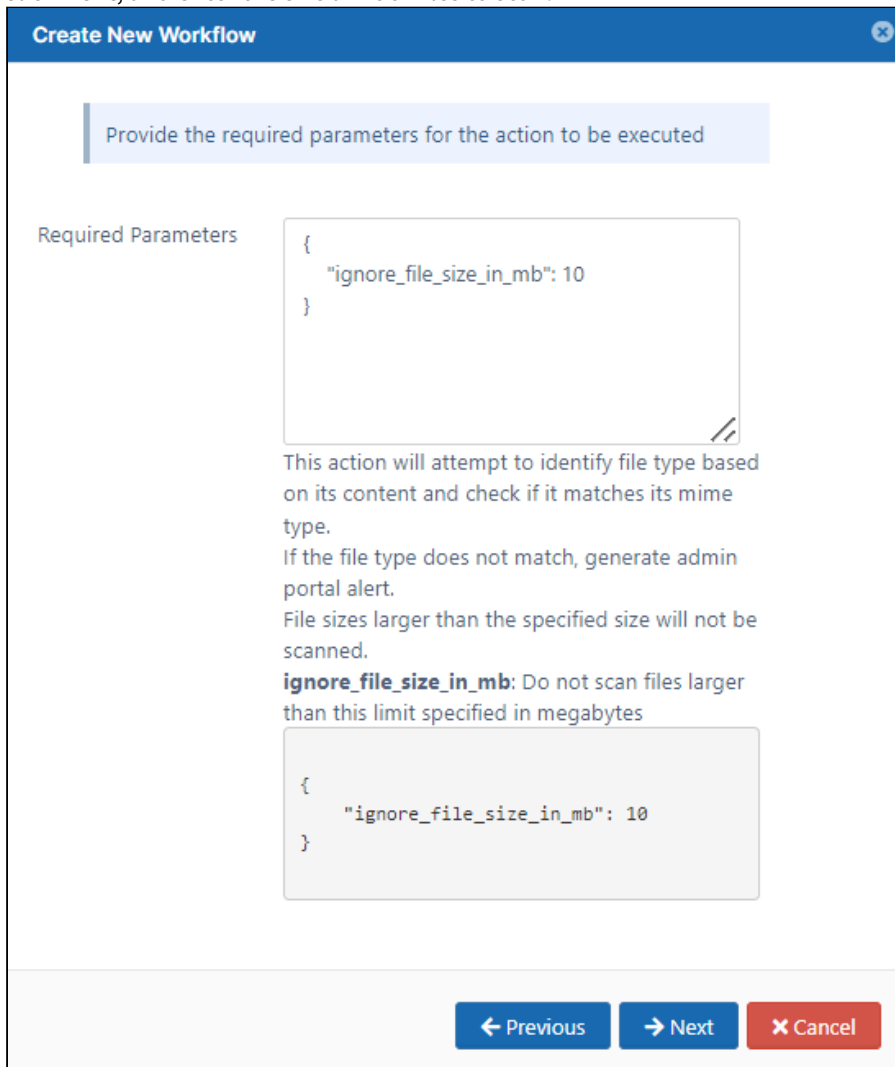 Create New Workflow
Provide the required parameters for the action to be executed
Required Parameters
{
"ignore_file_size_in_mb": 10
}
This action will attempt to identify file type based
on its content and check if it matches its mime
type.
If the file type does not match, generate admin
portal alert.
File sizes larger than the specified size will not be
scanned.
ignore_file_size_in_mb: Do not scan files larger
than this limit specified in megabytes
{
"ignore_file_size_in_mb": 10
}
Previous Next Cancel